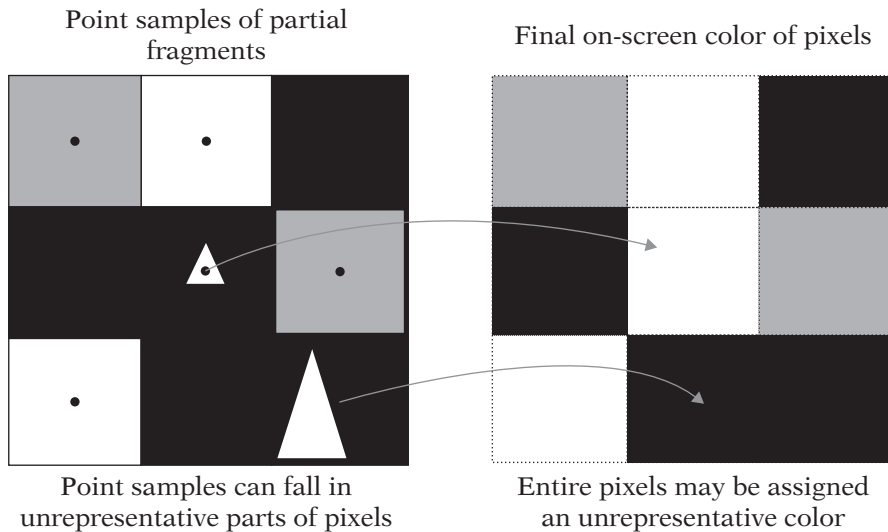 Point samples of partial
fragments
Final on-screen color of pixels
Point samples can fall in
unrepresentative parts of pixels
Entire pixels may be assigned
an unrepresentative color